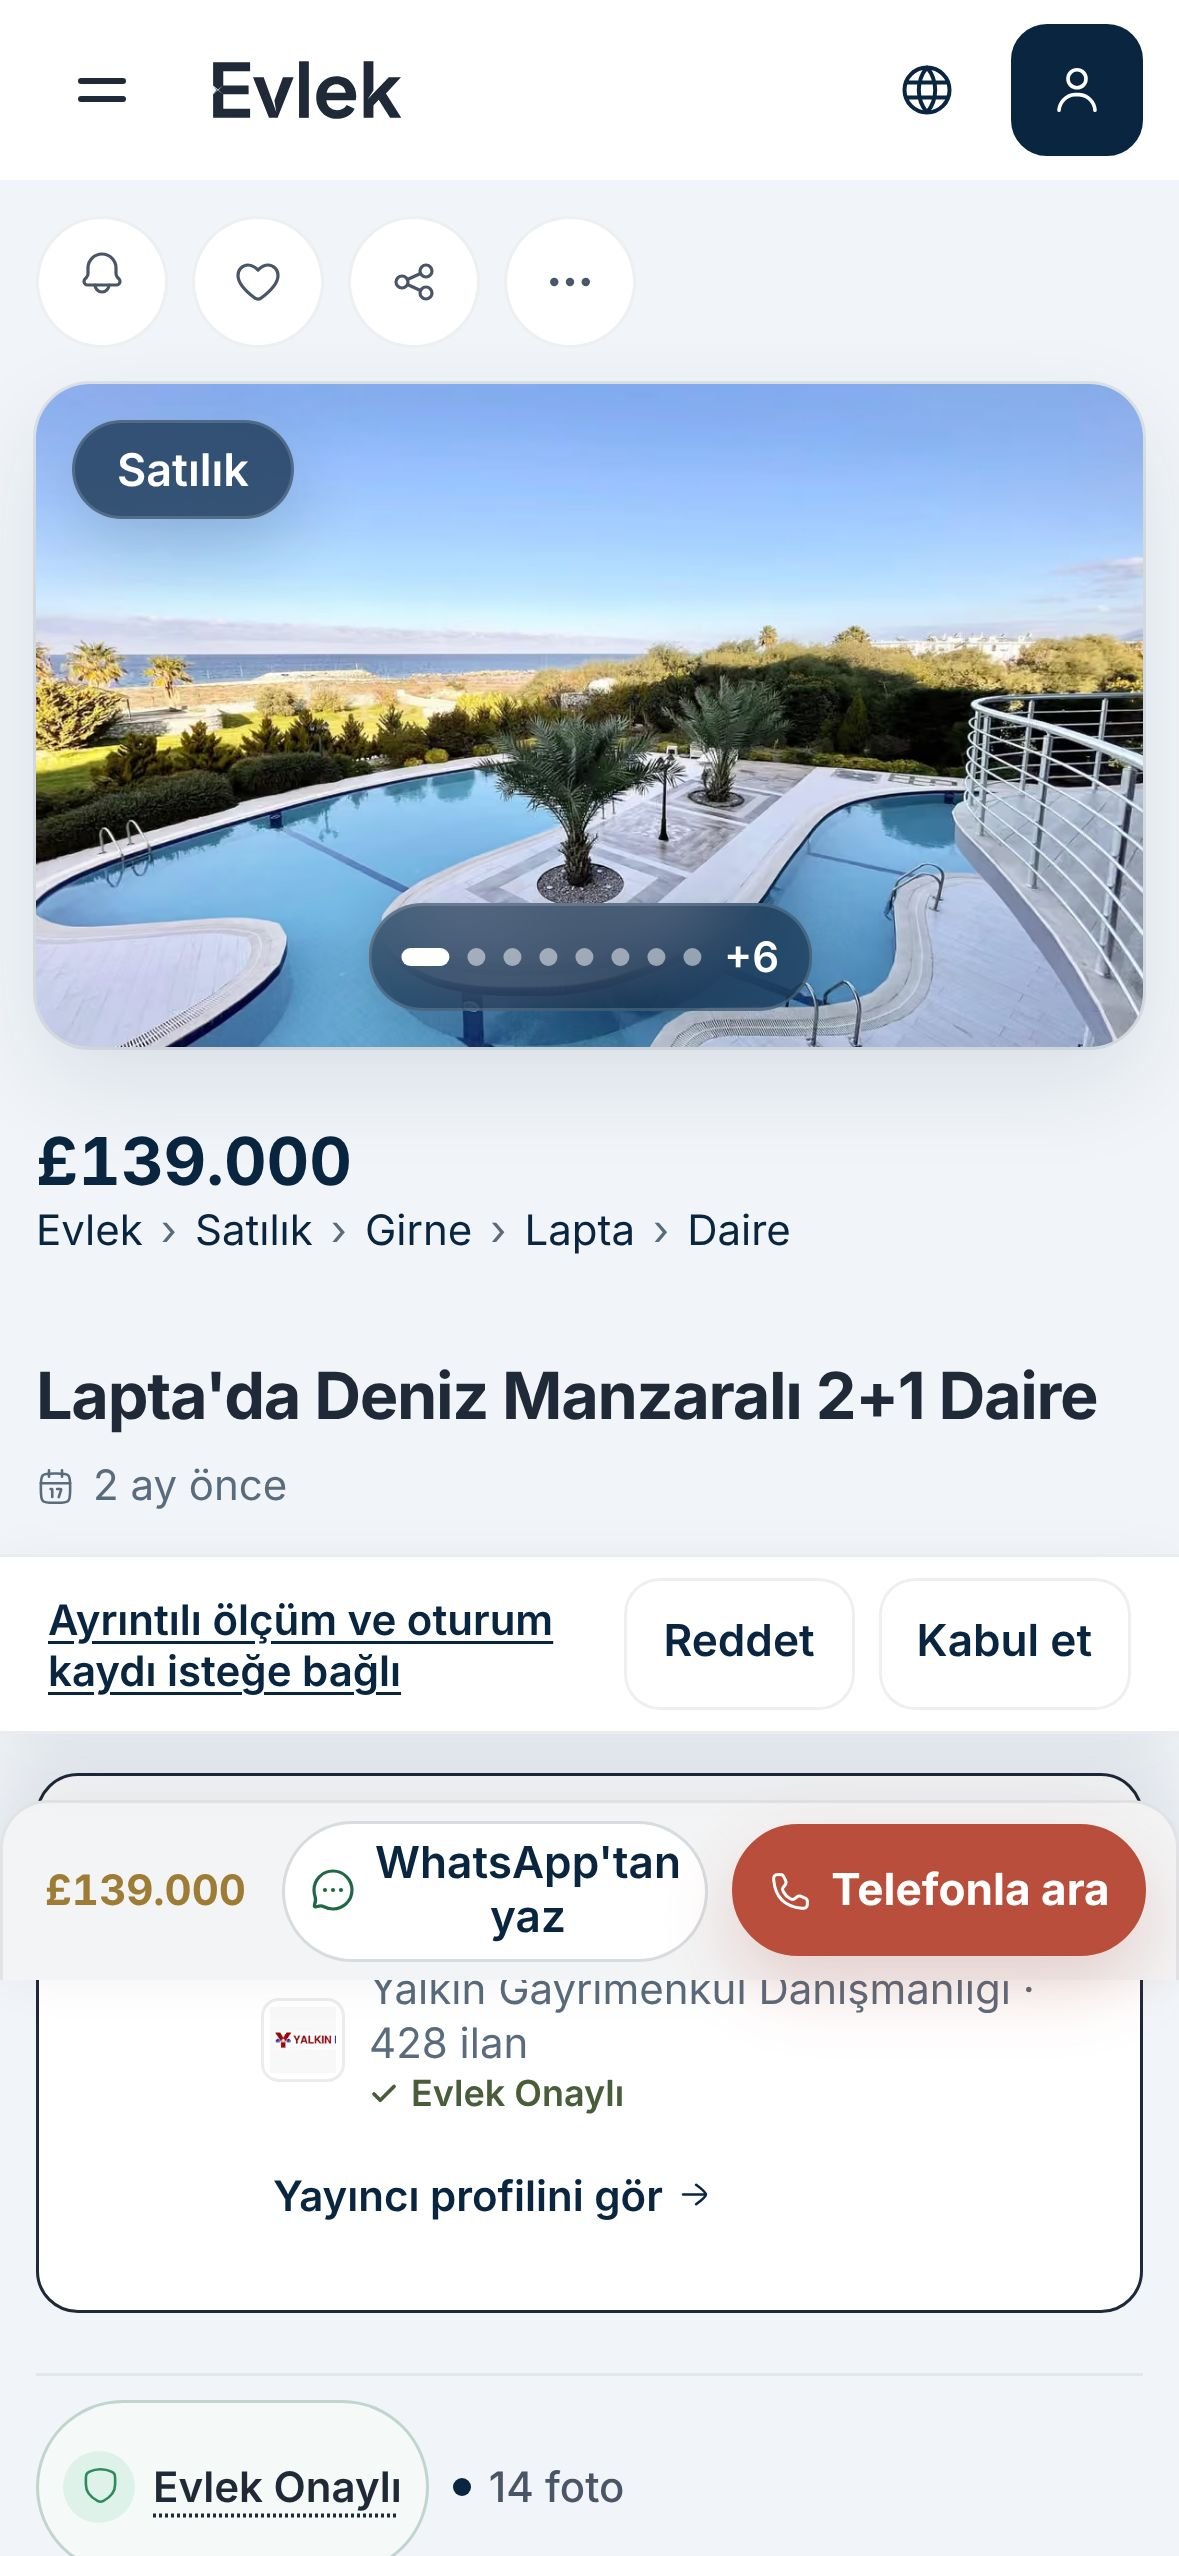 Evlek
Satılık
+6
£139.000
Evlek › Satılık › Girne › Lapta › Daire
Lapta'da Deniz Manzaralı 2+1 Daire
17
2 ay önce
Ayrıntılı ölçüm ve oturum
kaydı isteğe bağlı
Reddet
Kabul et
£139.000
WhatsApp'tan
yaz
Telefonla ara
Yalkın Gayrimenkul Danışmanlığı ·
428 ilan
YALKIN
✓ Evlek Onaylı
Yayıncı profilini gör →
Evlek Onaylı
• 14 foto